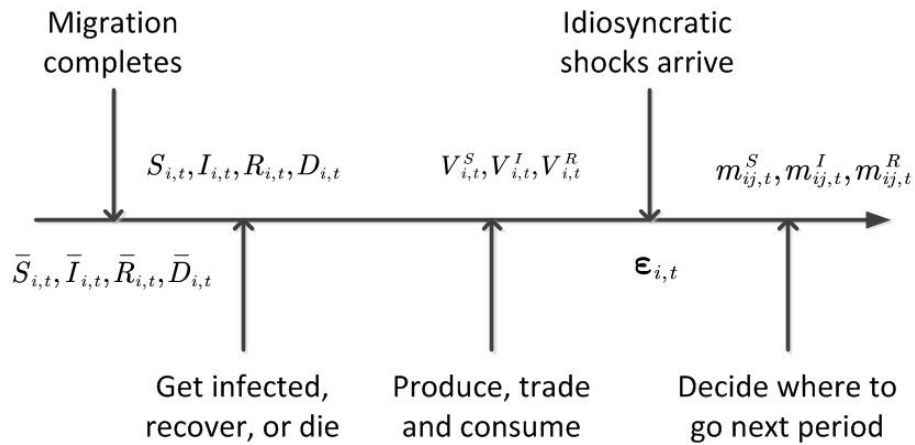 Migration
completes
Idiosyncratic
shocks arrive
S_{i,t}, I_{i,t}, R_{i,t}, D_{i,t}
V^S_{i,t}, V^I_{i,t}, V^R_{i,t}
m^S_{ij,t}, m^I_{ij,t}, m^R_{ij,t}
S̄_{i,t}, Ī_{i,t}, R̄_{i,t}, D̄_{i,t}
ε_{i,t}
Get infected,
recover, or die
Produce, trade
and consume
Decide where to
go next period